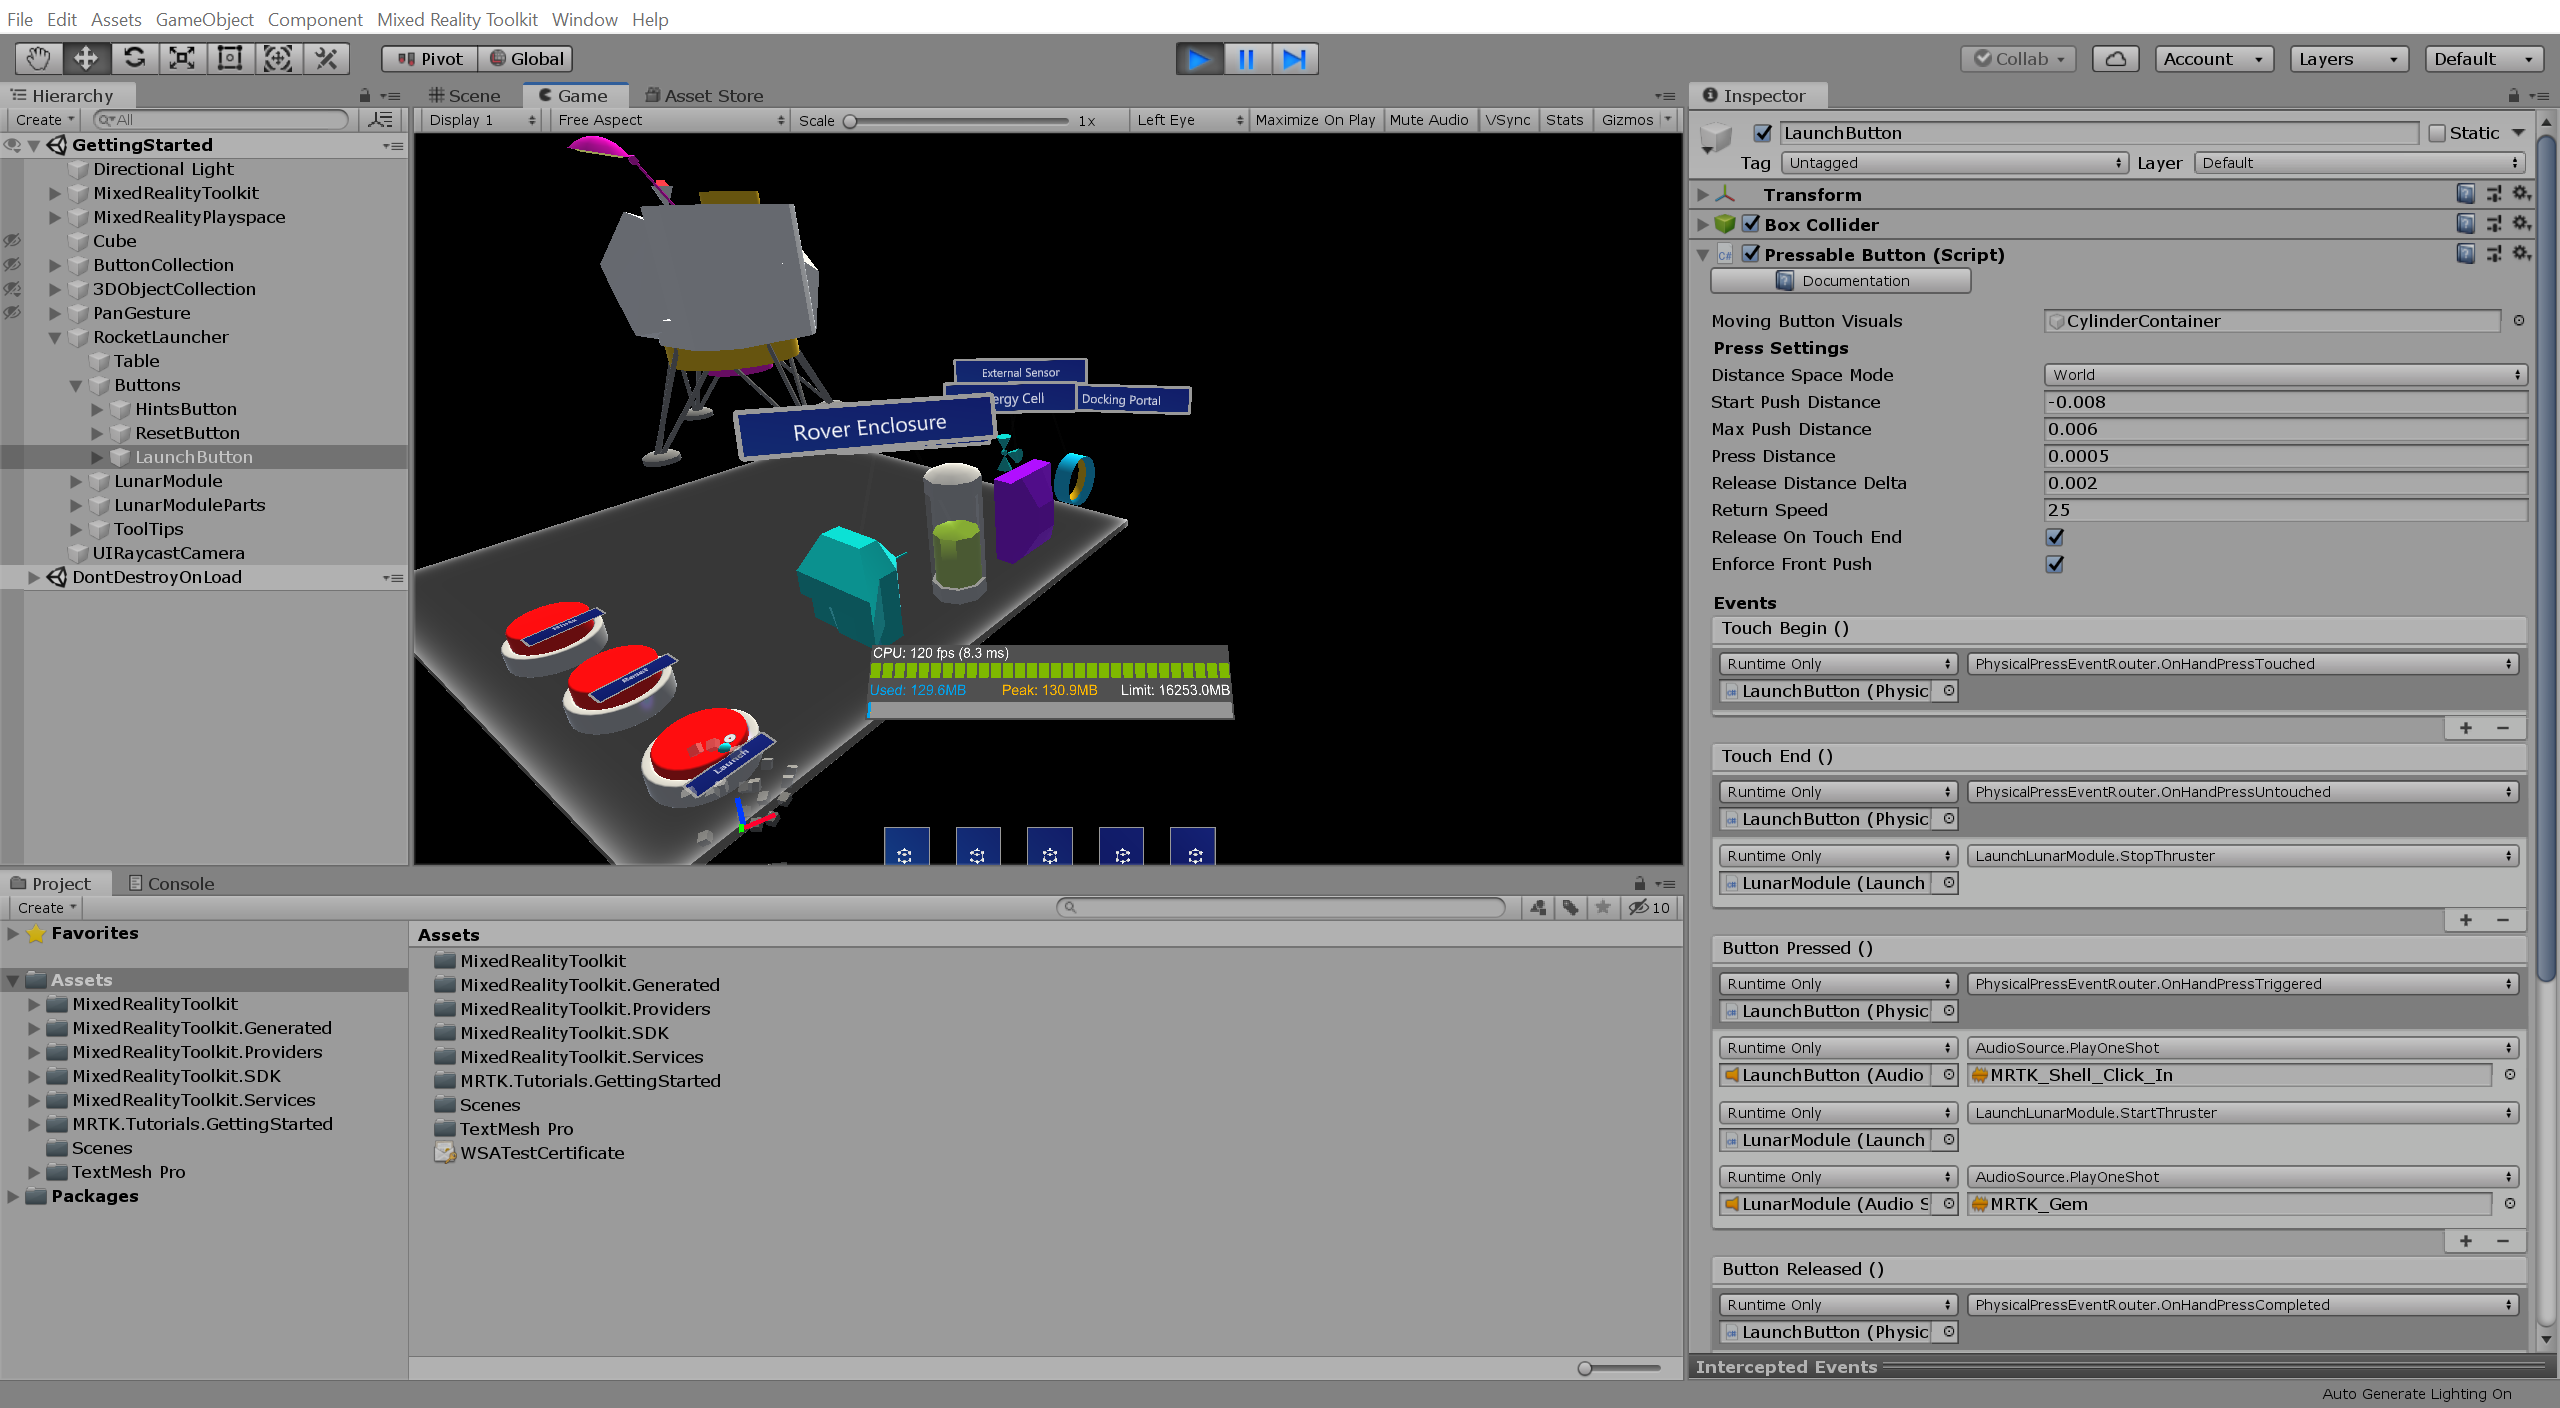 File Edit Assets GameObject Component Mixed Reality Toolkit Window Help
Pivot Global Collab Account Layers Default
Hierarchy
Create All
GettingStarted
Directional Light
MixedRealityToolkit
MixedRealityPlayspace
Cube
ButtonCollection
3DObjectCollection
PanGesture
RocketLauncher
Table
Buttons
HintsButton
ResetButton
LaunchButton
LunarModule
LunarModuleParts
ToolTips
UIRaycastCamera
DontDestroyOnLoad
Scene Game Asset Store
Display 1 Free Aspect Scale 1x Left Eye Maximize On Play Mute Audio VSync Stats Gizmos
External Sensor
ergy Cell Docking Portal
Rover Enclosure
Launch
CPU: 120 fps (8.3 ms)
Used: 129.6MB Peak: 130.9MB Limit: 16253.0MB
Project Console
Create 10
Favorites
Assets
MixedRealityToolkit
MixedRealityToolkit.Generated
MixedRealityToolkit.Providers
MixedRealityToolkit.SDK
MixedRealityToolkit.Services
MRTK.Tutorials.GettingStarted
Scenes
TextMesh Pro
Packages
Assets
MixedRealityToolkit
MixedRealityToolkit.Generated
MixedRealityToolkit.Providers
MixedRealityToolkit.SDK
MixedRealityToolkit.Services
MRTK.Tutorials.GettingStarted
Scenes
TextMesh Pro
WSATestCertificate
Inspector
LaunchButton Static
Tag Untagged Layer Default
Transform
Box Collider
Pressable Button (Script)
Documentation
Moving Button Visuals CylinderContainer
Press Settings
Distance Space Mode World
Start Push Distance -0.008
Max Push Distance 0.006
Press Distance 0.0005
Release Distance Delta 0.002
Return Speed 25
Release On Touch End
Enforce Front Push
Events
Touch Begin ()
Runtime Only PhysicalPressEventRouter.OnHandPressTouched
LaunchButton (Physic
Touch End ()
Runtime Only PhysicalPressEventRouter.OnHandPressUntouched
LaunchButton (Physic
Runtime Only LaunchLunarModule.StopThruster
LunarModule (Launch
Button Pressed ()
Runtime Only PhysicalPressEventRouter.OnHandPressTriggered
LaunchButton (Physic
Runtime Only AudioSource.PlayOneShot
LaunchButton (Audio MRTK_Shell_Click_In
Runtime Only LaunchLunarModule.StartThruster
LunarModule (Launch
Runtime Only AudioSource.PlayOneShot
LunarModule (Audio S MRTK_Gem
Button Released ()
Runtime Only PhysicalPressEventRouter.OnHandPressCompleted
LaunchButton (Physic
Intercepted Events
Auto Generate Lighting On